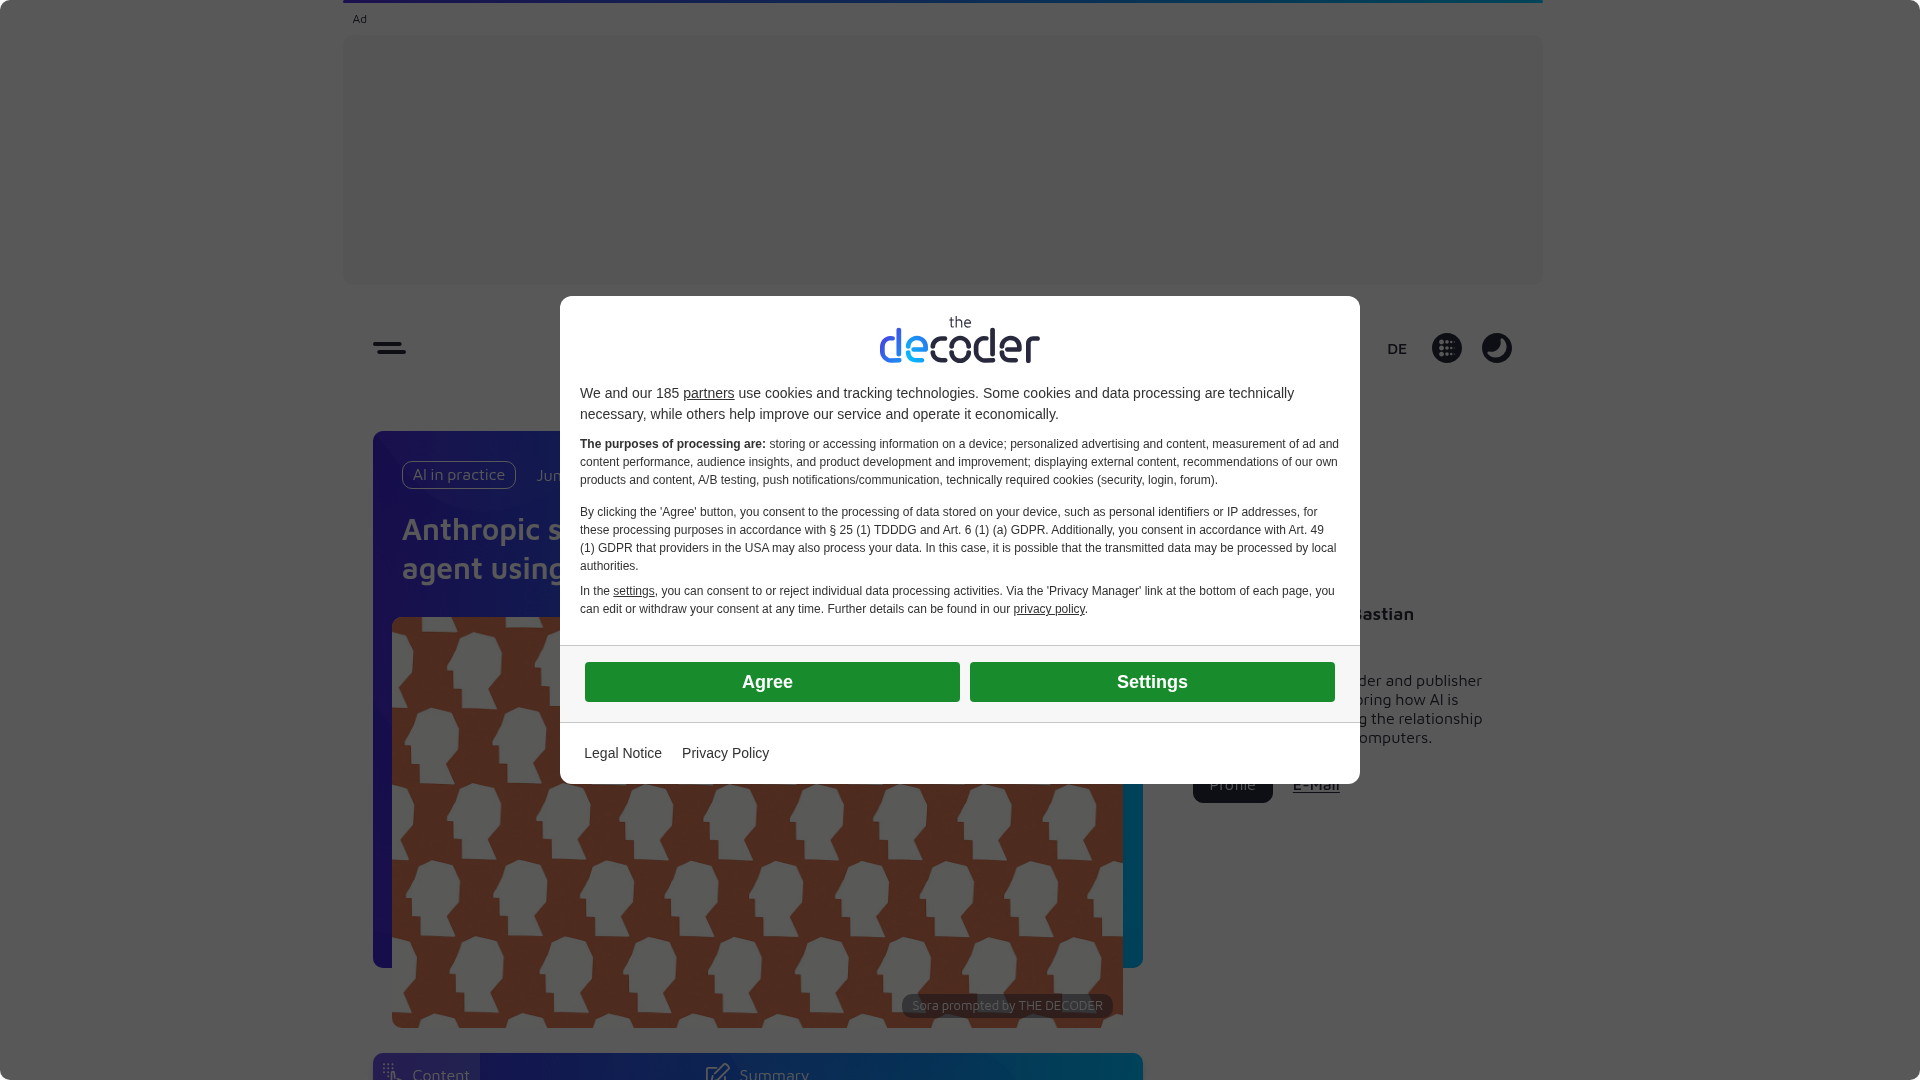 Ad
the
decoder
DE
We and our 185 partners use cookies and tracking technologies. Some cookies and data processing are technically
necessary, while others help improve our service and operate it economically.
The purposes of processing are: storing or accessing information on a device; personalized advertising and content, measurement of ad and
content performance, audience insights, and product development and improvement; displaying external content, recommendations of our own
products and content, A/B testing, push notifications/communication, technically required cookies (security, login, forum).
By clicking the 'Agree' button, you consent to the processing of data stored on your device, such as personal identifiers or IP addresses, for
these processing purposes in accordance with § 25 (1) TDDDG and Art. 6 (1) (a) GDPR. Additionally, you consent in accordance with Art. 49
(1) GDPR that providers in the USA may also process your data. In this case, it is possible that the transmitted data may be processed by local
authorities.
In the settings, you can consent to or reject individual data processing activities. Via the 'Privacy Manager' link at the bottom of each page, you
can edit or withdraw your consent at any time. Further details can be found in our privacy policy.
Agree
Settings
Legal Notice
Privacy Policy
AI in practice
Jun
Anthropic s
agent using
Bastian
der and publisher
oring how AI is
g the relationship
omputers.
Profile
E-Mail
Sora prompted by THE DECODER
Content
Summary